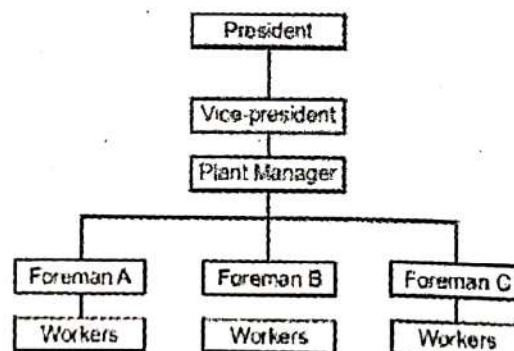 President
Vice-president
Plant Manager
Foreman A
Foreman B
Foreman C
Workers
Workers
Workers